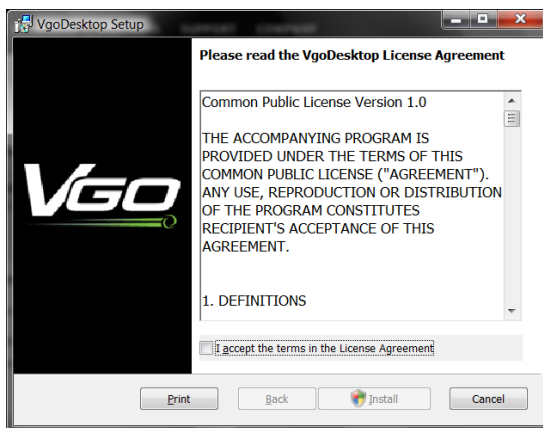 VgoDesktop Setup
Please read the VgoDesktop License Agreement
Common Public License Version 1.0
THE ACCOMPANYING PROGRAM IS
PROVIDED UNDER THE TERMS OF THIS
COMMON PUBLIC LICENSE ("AGREEMENT").
ANY USE, REPRODUCTION OR DISTRIBUTION
OF THE PROGRAM CONSTITUTES
RECIPIENT'S ACCEPTANCE OF THIS
AGREEMENT.
1. DEFINITIONS
VGO
I accept the terms in the License Agreement
Print
Back
Install
Cancel